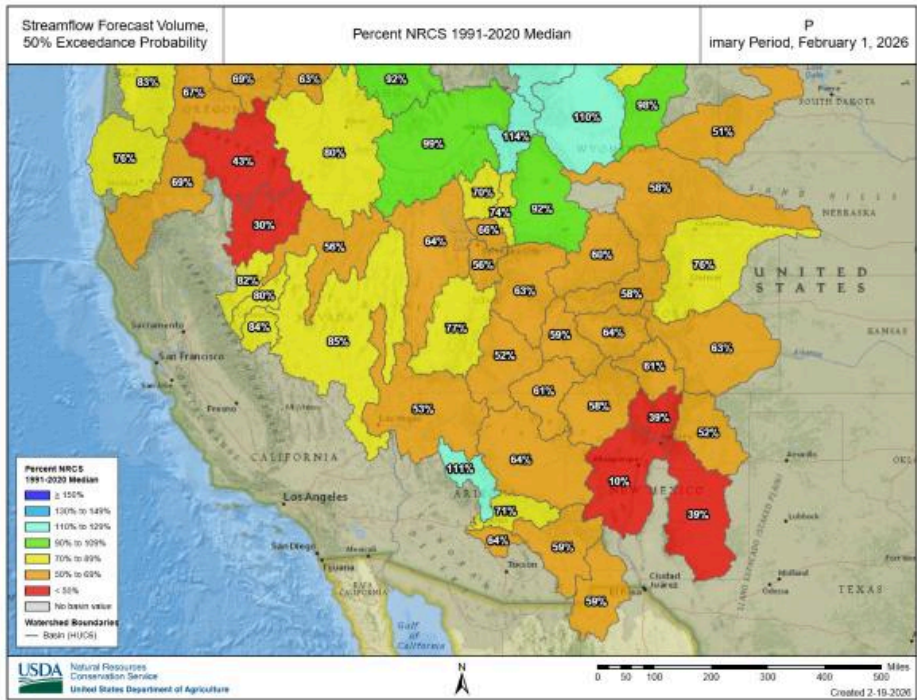 Streamflow Forecast Volume,
50% Exceedance Probability
Percent NRCS 1991-2020 Median
P
imary Period, February 1, 2026
83%
67%
69%
63%
92%
110%
98%
SOUTH DAKOTA
51%
76%
43%
80%
99%
114%
69%
58%
70%
74%
92%
66%
NEBRASKA
30%
56%
64%
60%
56%
76%
UNITED
STATES
82%
80%
63%
58%
84%
85%
77%
59%
64%
KANSAS
63%
52%
61%
Sacramento
San Francisco
San Jose
Fresno
61%
58%
53%
39%
52%
CALIFORNIA
64%
111%
10%
NEW MEXICO
39%
Amarillo
Lubbock
Los Angeles
71%
San Diego
Mexicali
Tijuana
64%
Tucson
59%
59%
Ciudad
Juárez
Midland
Odessa
TEXAS
Gulf
of
California
Percent NRCS
1991-2020 Median
≥ 150%
130% to 149%
110% to 129%
90% to 109%
70% to 89%
50% to 69%
< 50%
No basin value
Watershed Boundaries
Basin (HUC6)
USDA
Natural Resources
Conservation Service
United States Department of Agriculture
N
Miles
0 50 100 200 300 400 500
Created 2-19-2026